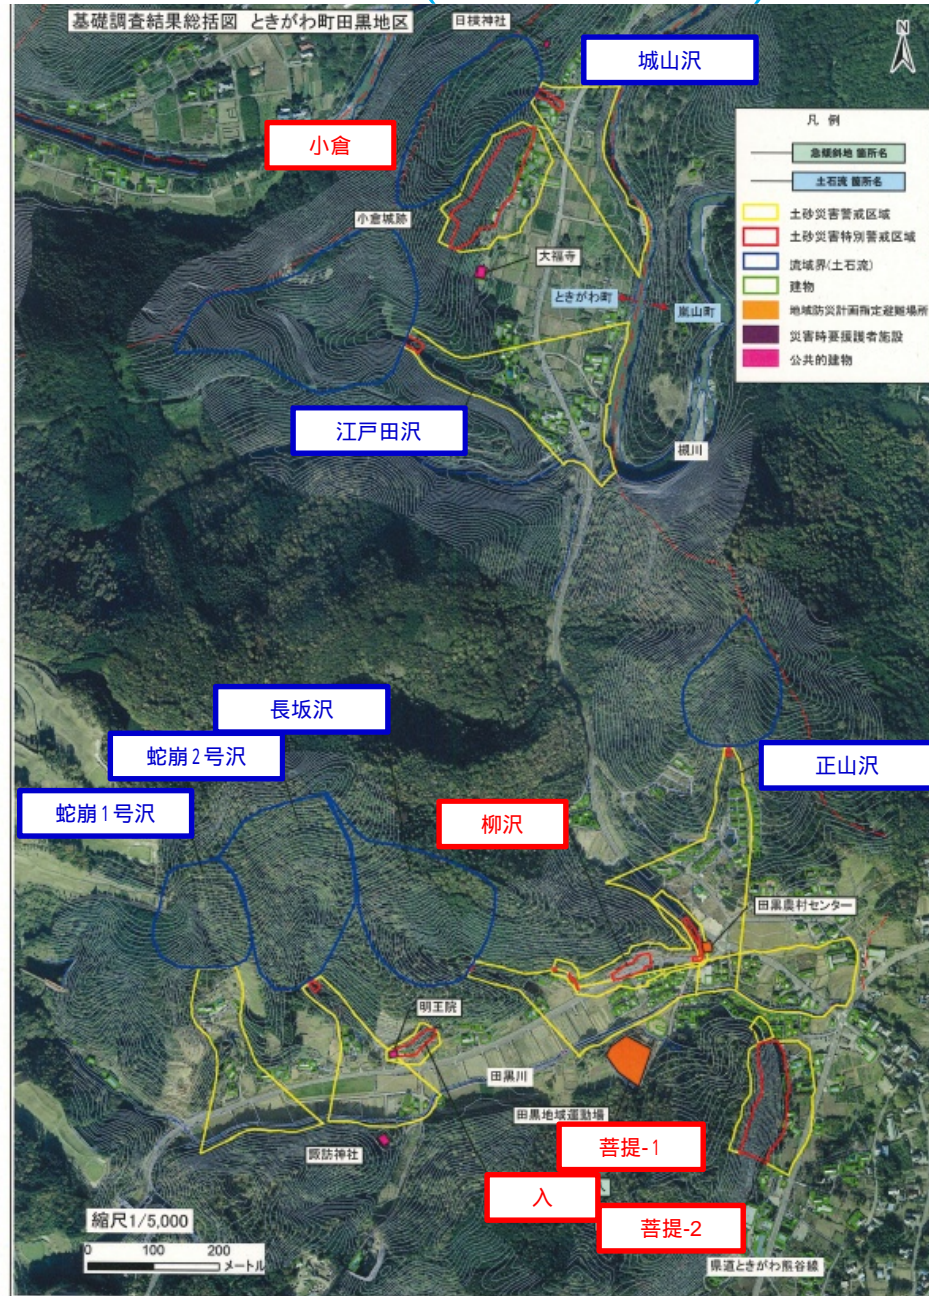 基礎調査結果総括図 ときがわ町田黒地区
日枝神社
N
城山沢
凡 例
急傾斜地 箇所名
土石流 箇所名
土砂災害警戒区域
土砂災害特別警戒区域
流域界(土石流)
建物
地域防災計画指定避難場所
災害時要援護者施設
公共的建物
小倉
小倉城跡
大福寺
ときがわ町
嵐山町
江戸田沢
槻川
長坂沢
蛇崩2号沢
蛇崩1号沢
正山沢
柳沢
田黒農村センター
明王院
田黒川
田黒地域運動場
諏訪神社
菩提-1
入
菩提-2
縮尺1/5,000
0 100 200
メートル
県道ときがわ熊谷線